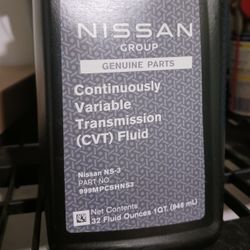 NISSAN
GROUP
GENUINE PARTS
Continuously
Variable
Transmission
(CVT) Fluid
Nissan NS-3
PART NO.
999MPCSHNS3
Net Contents
32 Fluid Ounces 1QT. (946 mL)